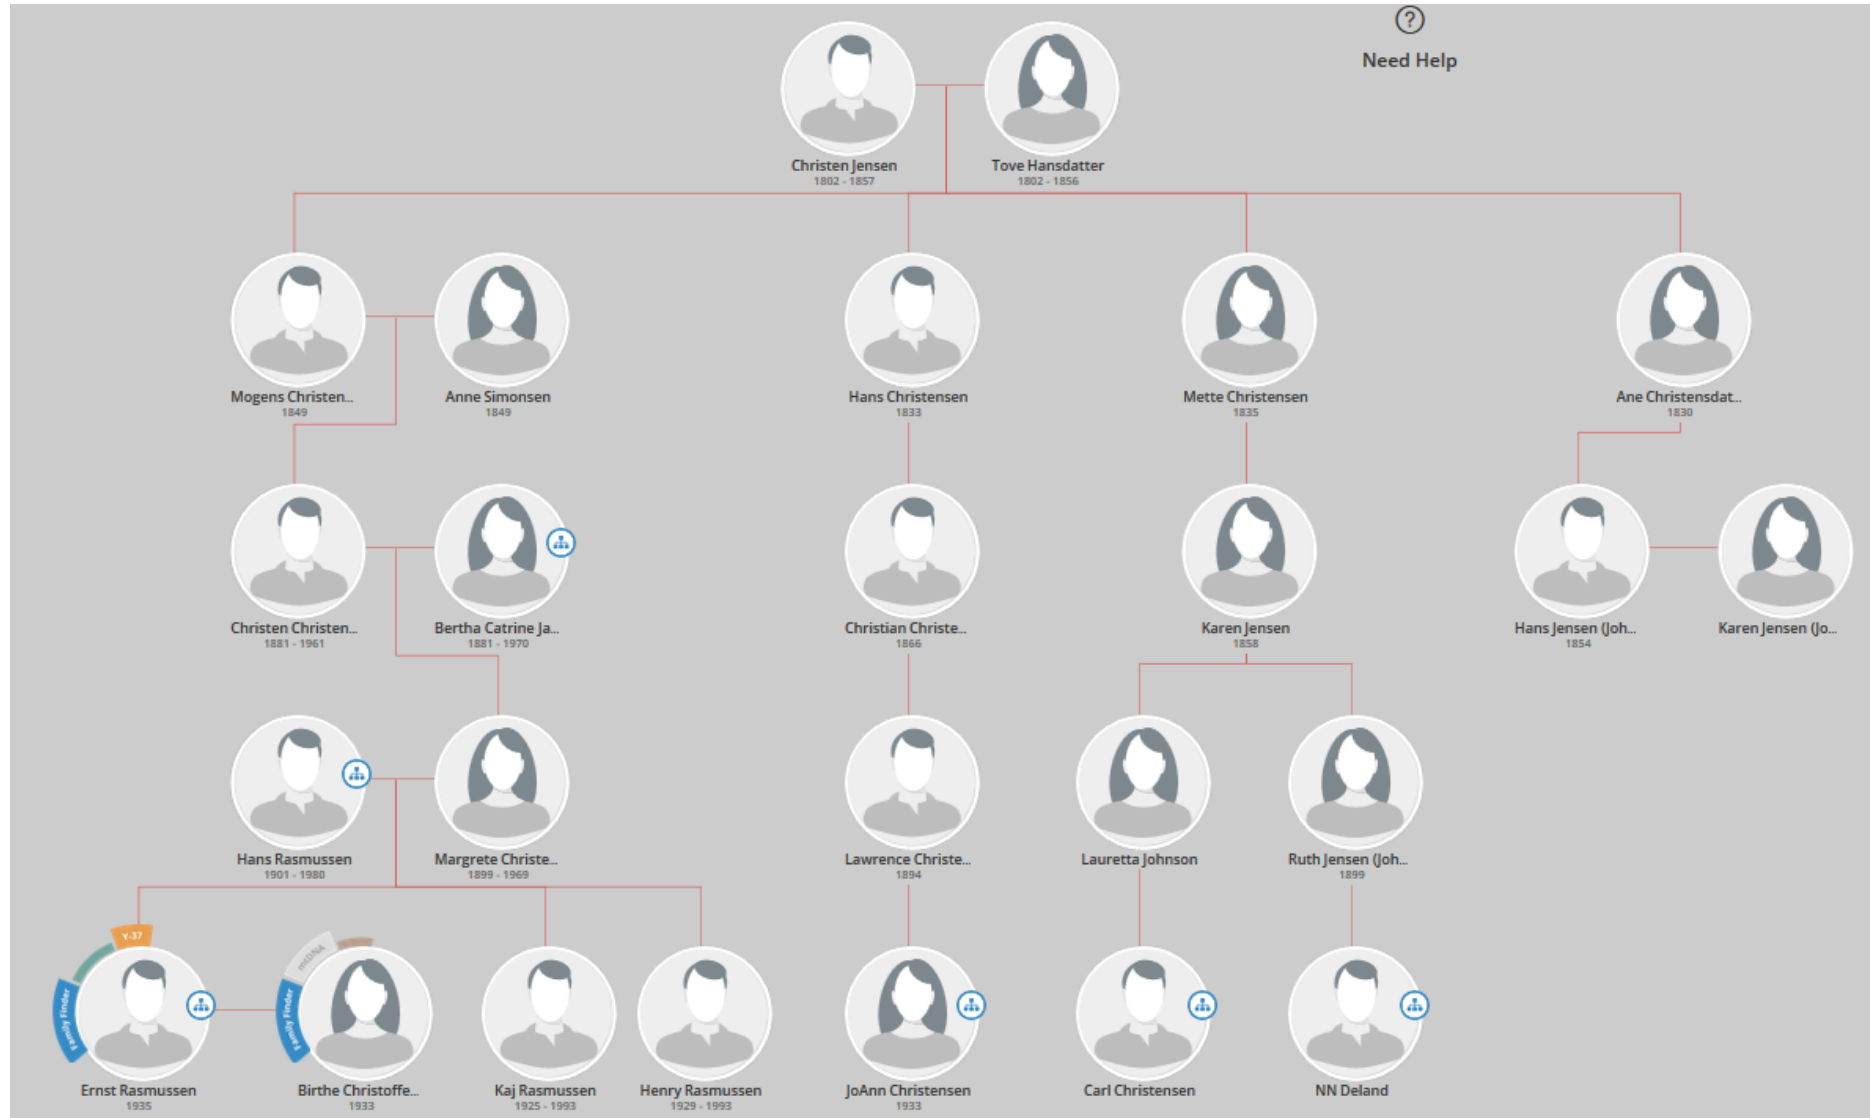 Need Help
Christen Jensen
1802 - 1857
Tove Hansdatter
1802 - 1856
Mogens Christen...
1849
Anne Simonsen
1849
Hans Christensen
1833
Mette Christensen
1835
Ane Christensdat...
1830
Christen Christen...
1881 - 1961
Bertha Catrine Ja...
1881 - 1970
Christian Christe...
1866
Karen Jensen
1858
Hans Jensen (Joh...
1854
Karen Jensen (Jo...
Hans Rasmussen
1901 - 1980
Margrete Christe...
1899 - 1969
Lawrence Christe...
1894
Lauretta Johnson
Ruth Jensen (Joh...
1899
Y-37
Family Finder
mtDNA
Family Finder
Ernst Rasmussen
1935
Birthe Christoffe...
1933
Kaj Rasmussen
1925 - 1993
Henry Rasmussen
1929 - 1993
JoAnn Christensen
1933
Carl Christensen
NN Deland